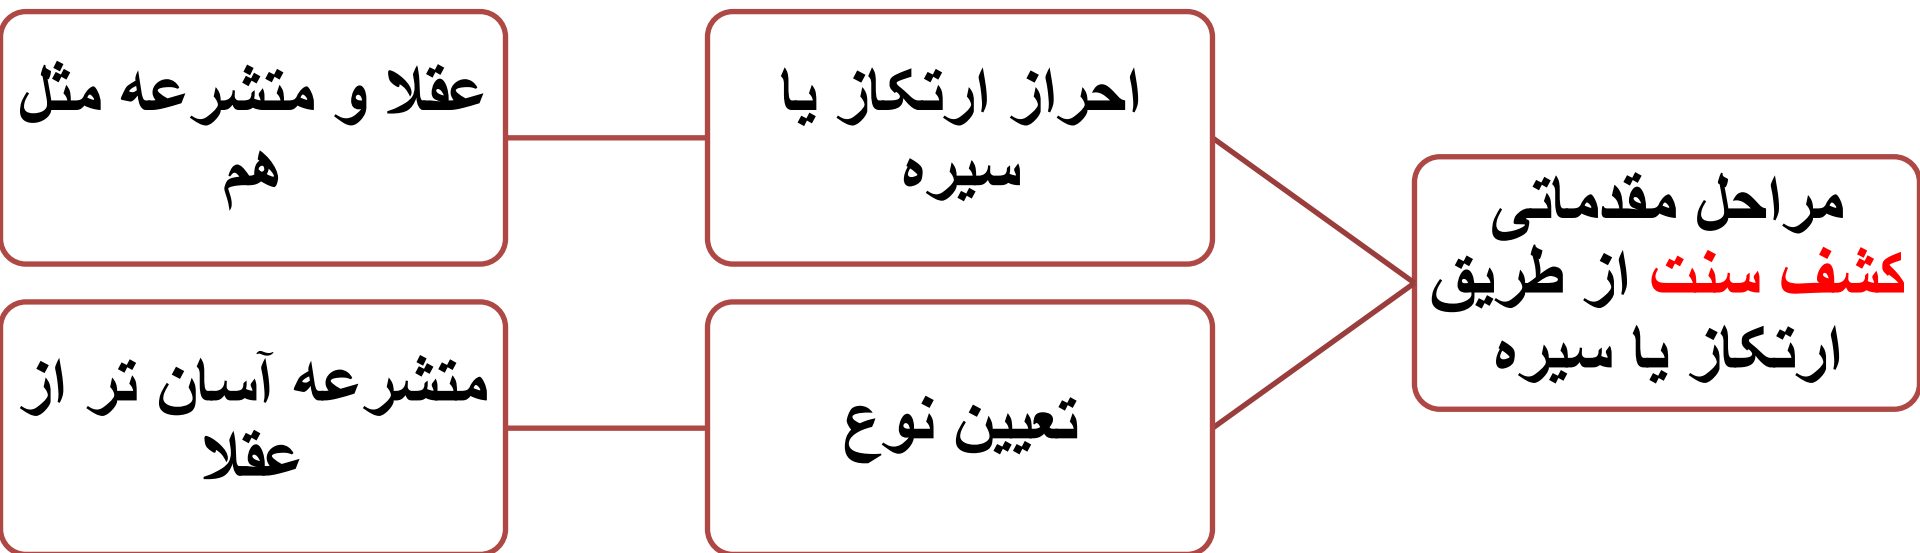 مراحل مقدماتی
کشف سنت از طریق
ارتکاز یا سیره
احراز ارتکاز یا
سیره
عقلا و متشرعه مثل
هم
تعیین نوع
متشرعه آسان تر از
عقلا